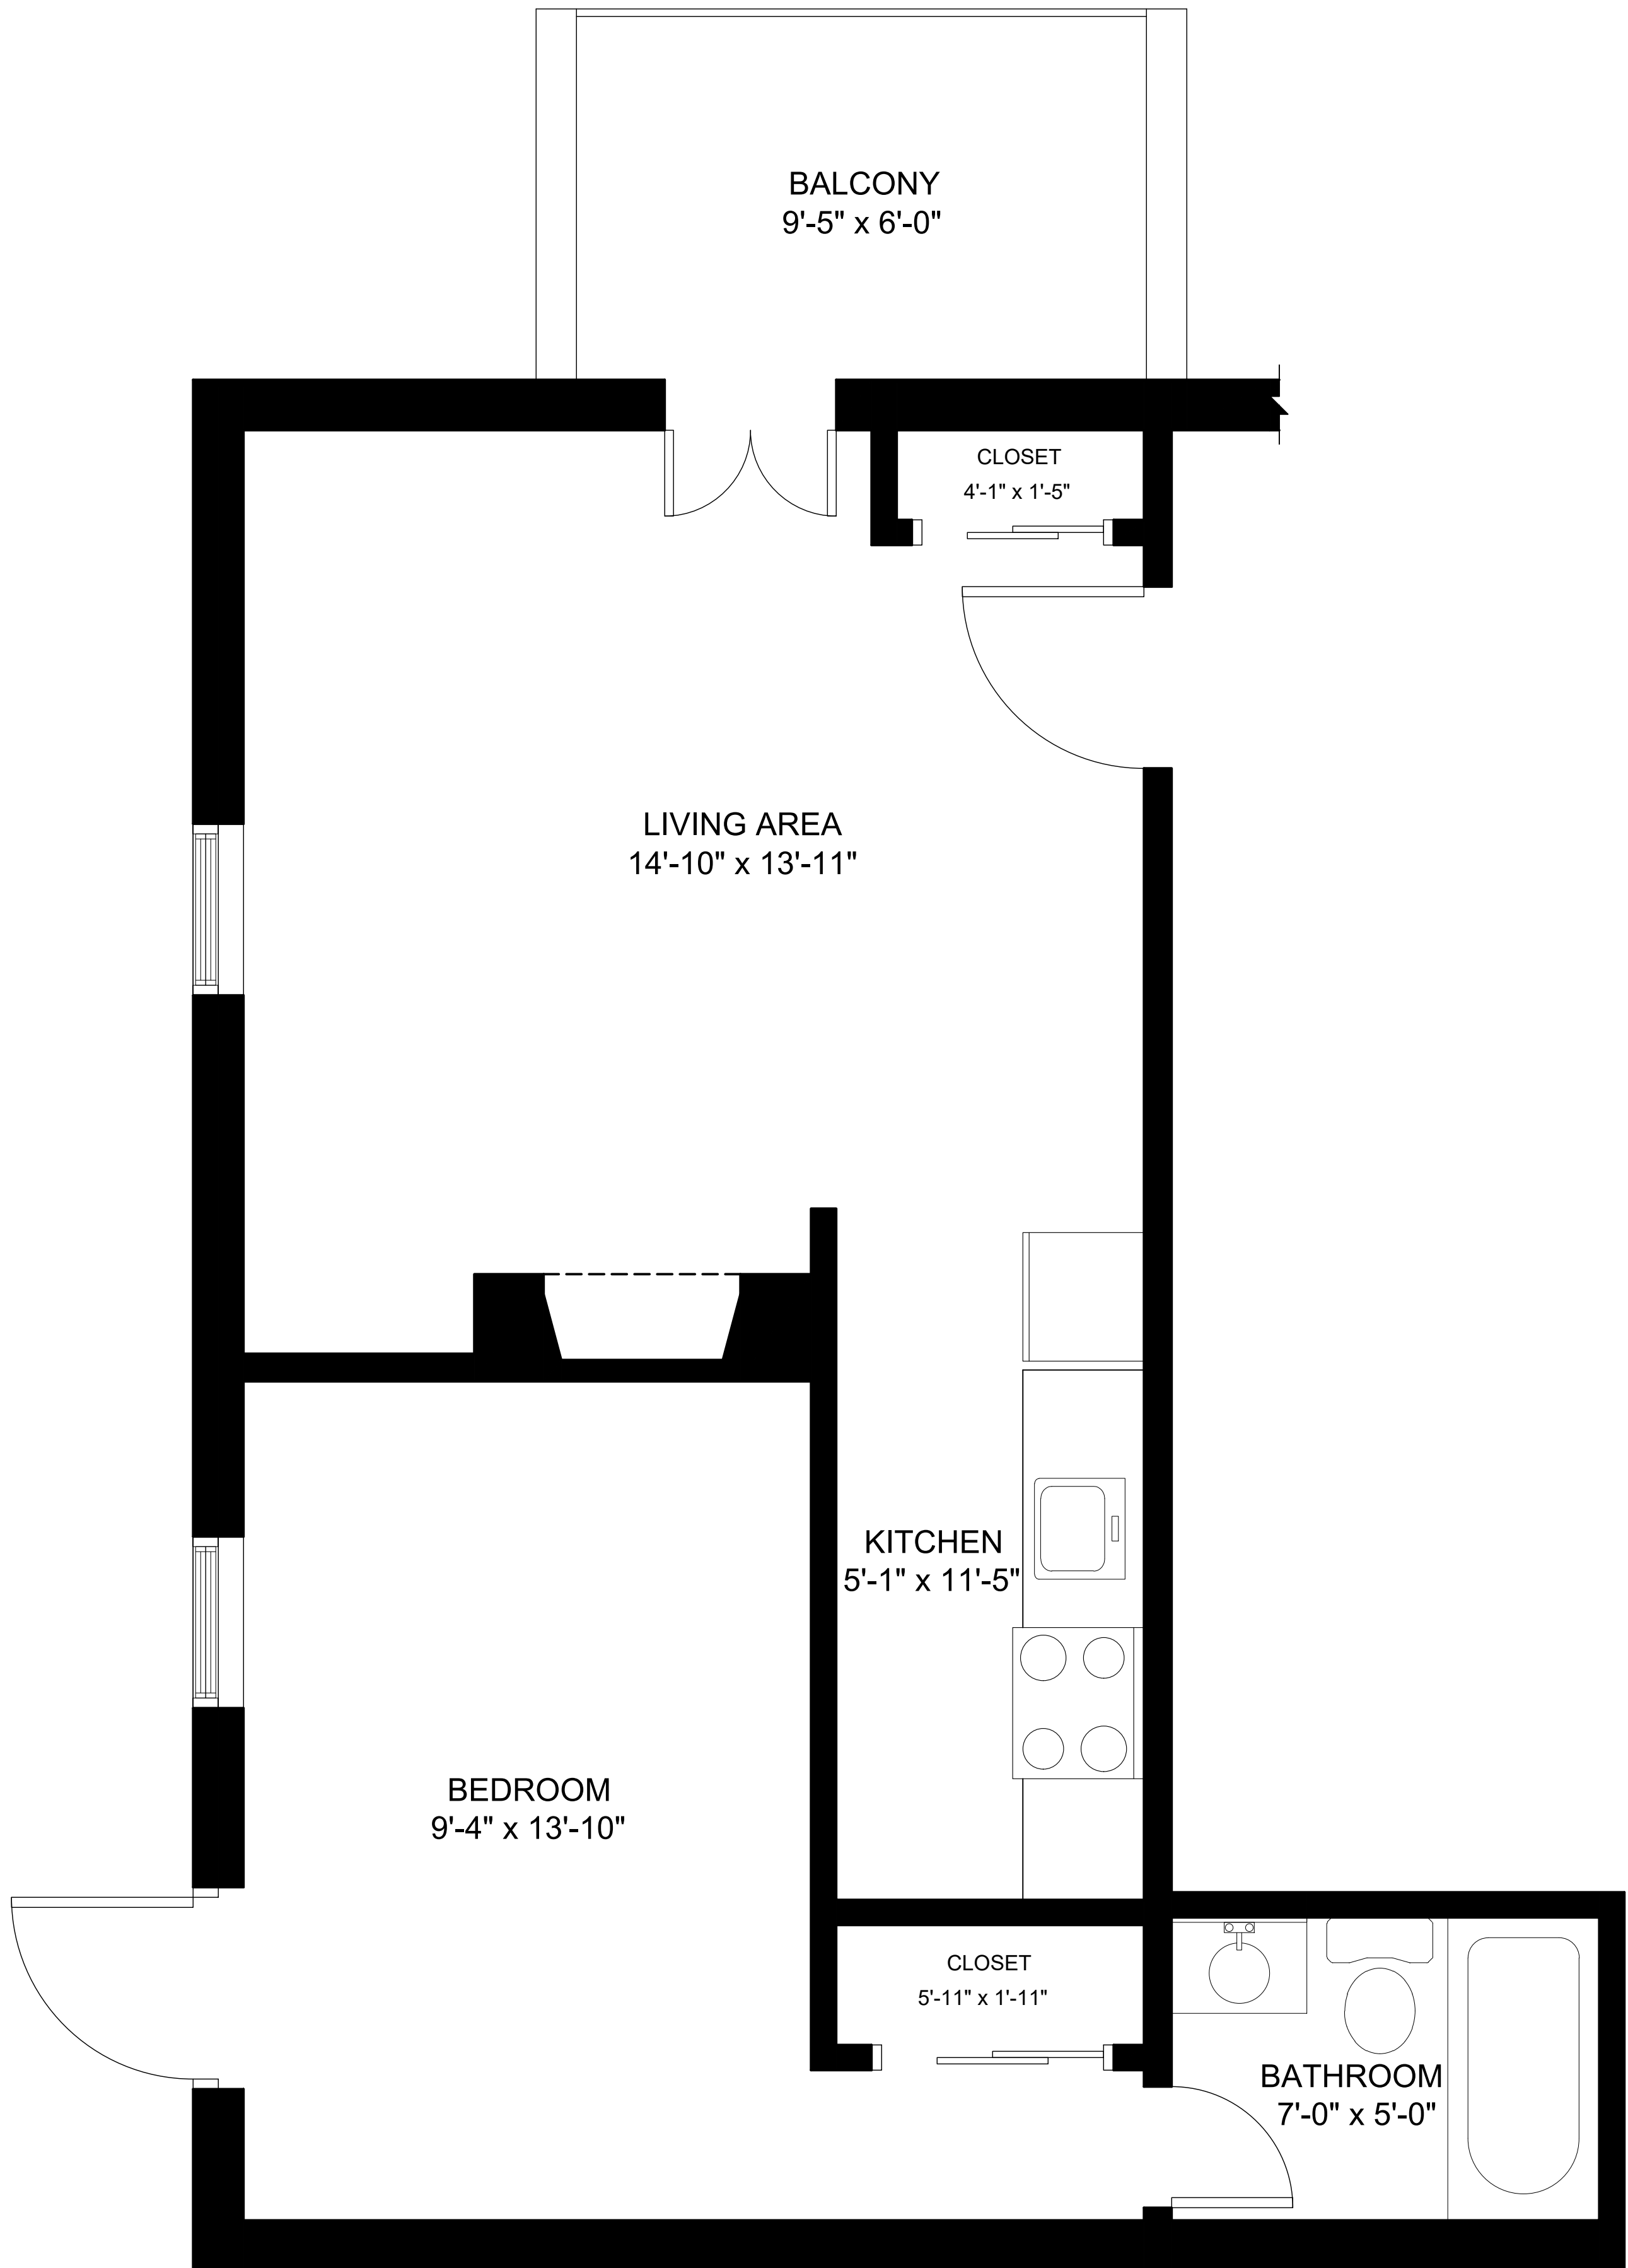 BALCONY
9'-5" x 6'-0"
CLOSET
4'-1" x 1'-5"
LIVING AREA
14'-10" x 13'-11"
KITCHEN
5'-1" x 11'-5"
BEDROOM
9'-4" x 13'-10"
CLOSET
5'-11" x 1'-11"
BATHROOM
7'-0" x 5'-0"